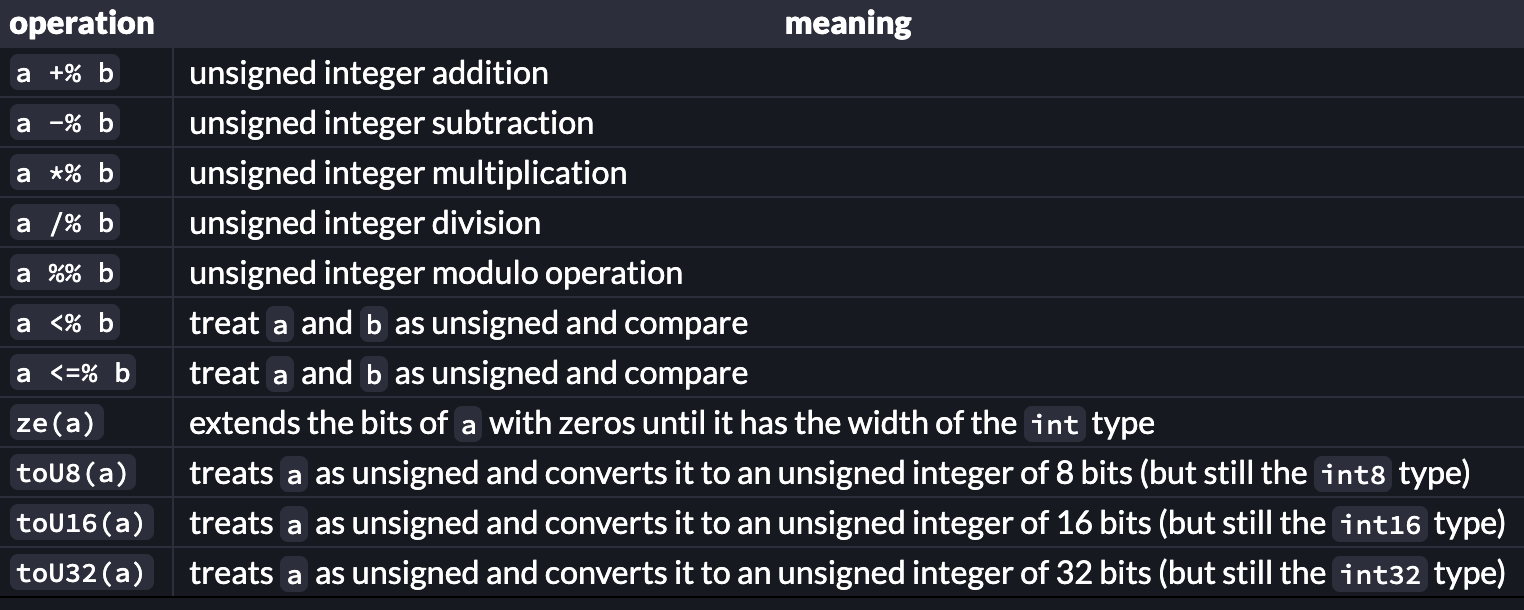 operation meaning
a +% b unsigned integer addition
a -% b unsigned integer subtraction
a *% b unsigned integer multiplication
a /% b unsigned integer division
a %% b unsigned integer modulo operation
a <% b treat a and b as unsigned and compare
a <=% b treat a and b as unsigned and compare
ze(a) extends the bits of a with zeros until it has the width of the int type
toU8(a) treats a as unsigned and converts it to an unsigned integer of 8 bits (but still the int8 type)
toU16(a) treats a as unsigned and converts it to an unsigned integer of 16 bits (but still the int16 type)
toU32(a) treats a as unsigned and converts it to an unsigned integer of 32 bits (but still the int32 type)